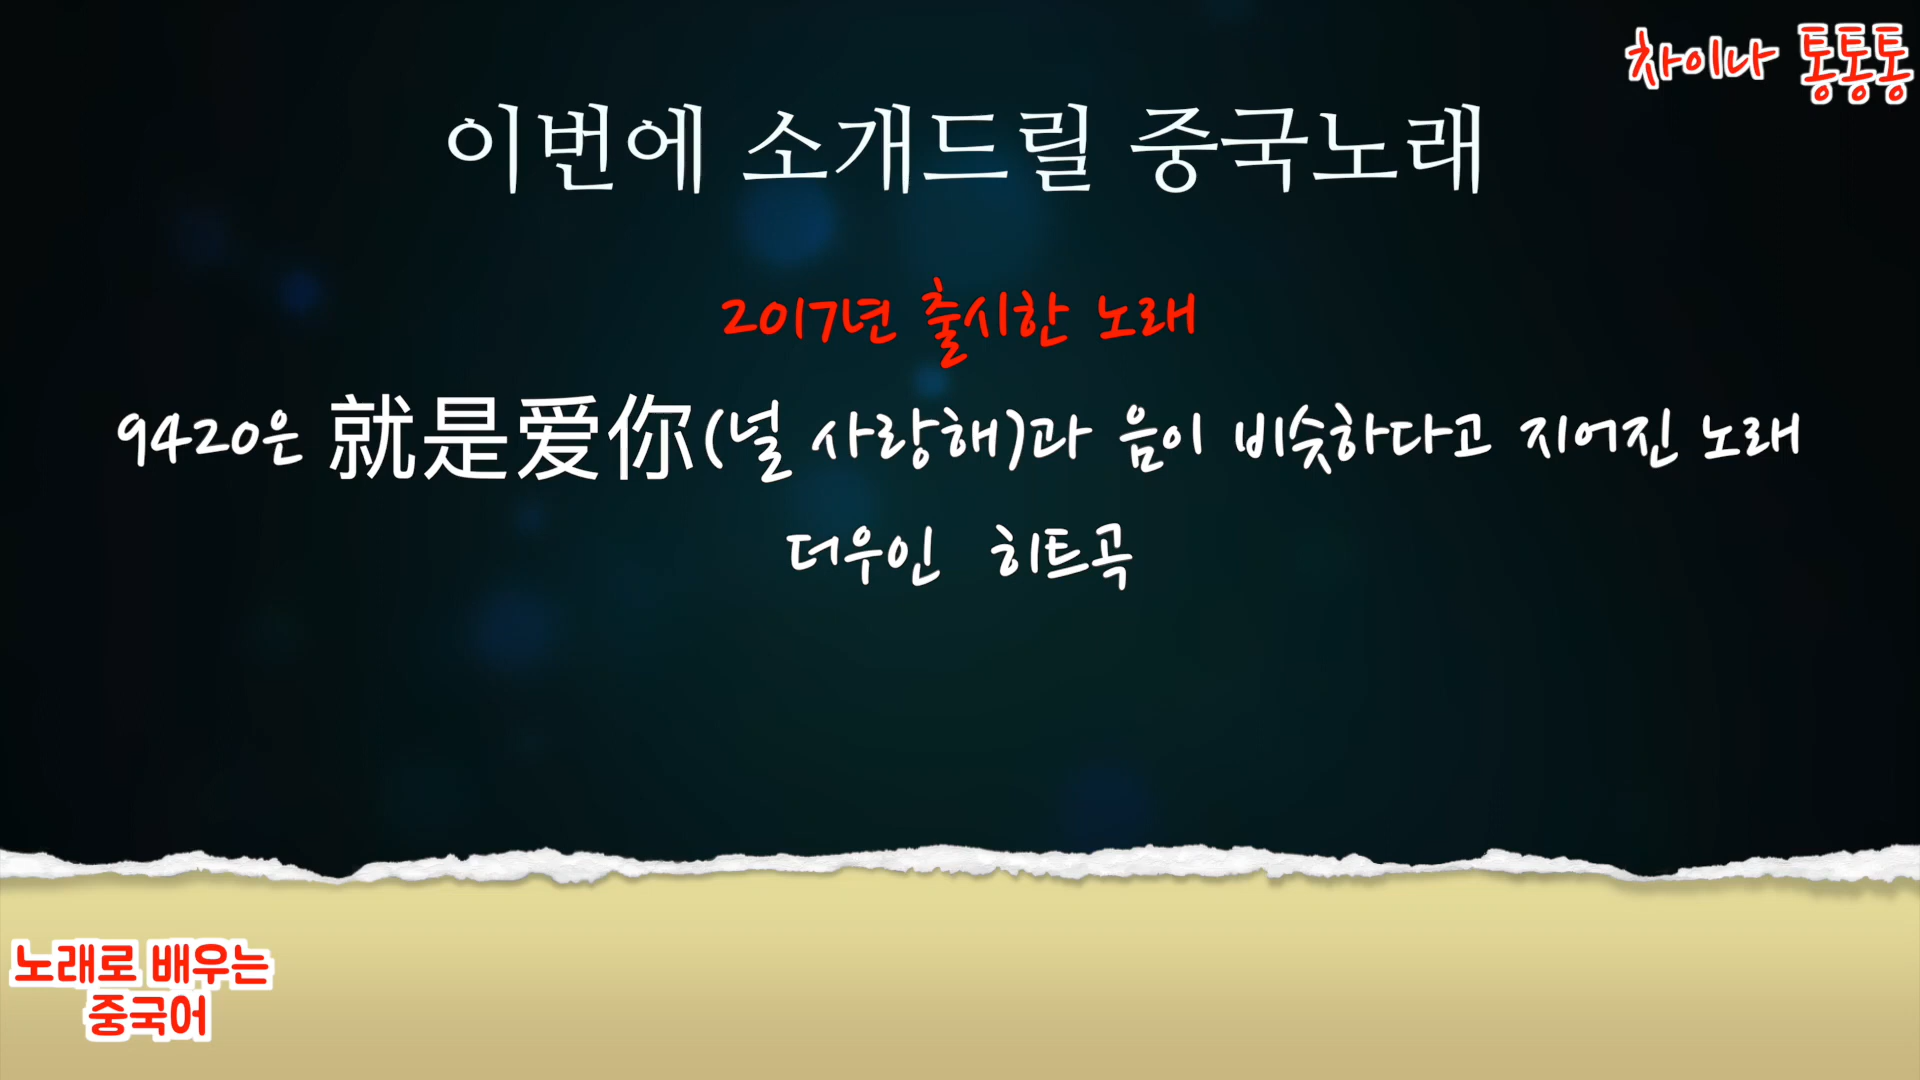 차이나 통통통
이번에 소개드릴 중국노래
2017년 출시한 노래
9420은 就是爱你(널 사랑해)과 음이 비슷하다고 지어진 노래
더우인 히트곡
노래로 배우는
중국어